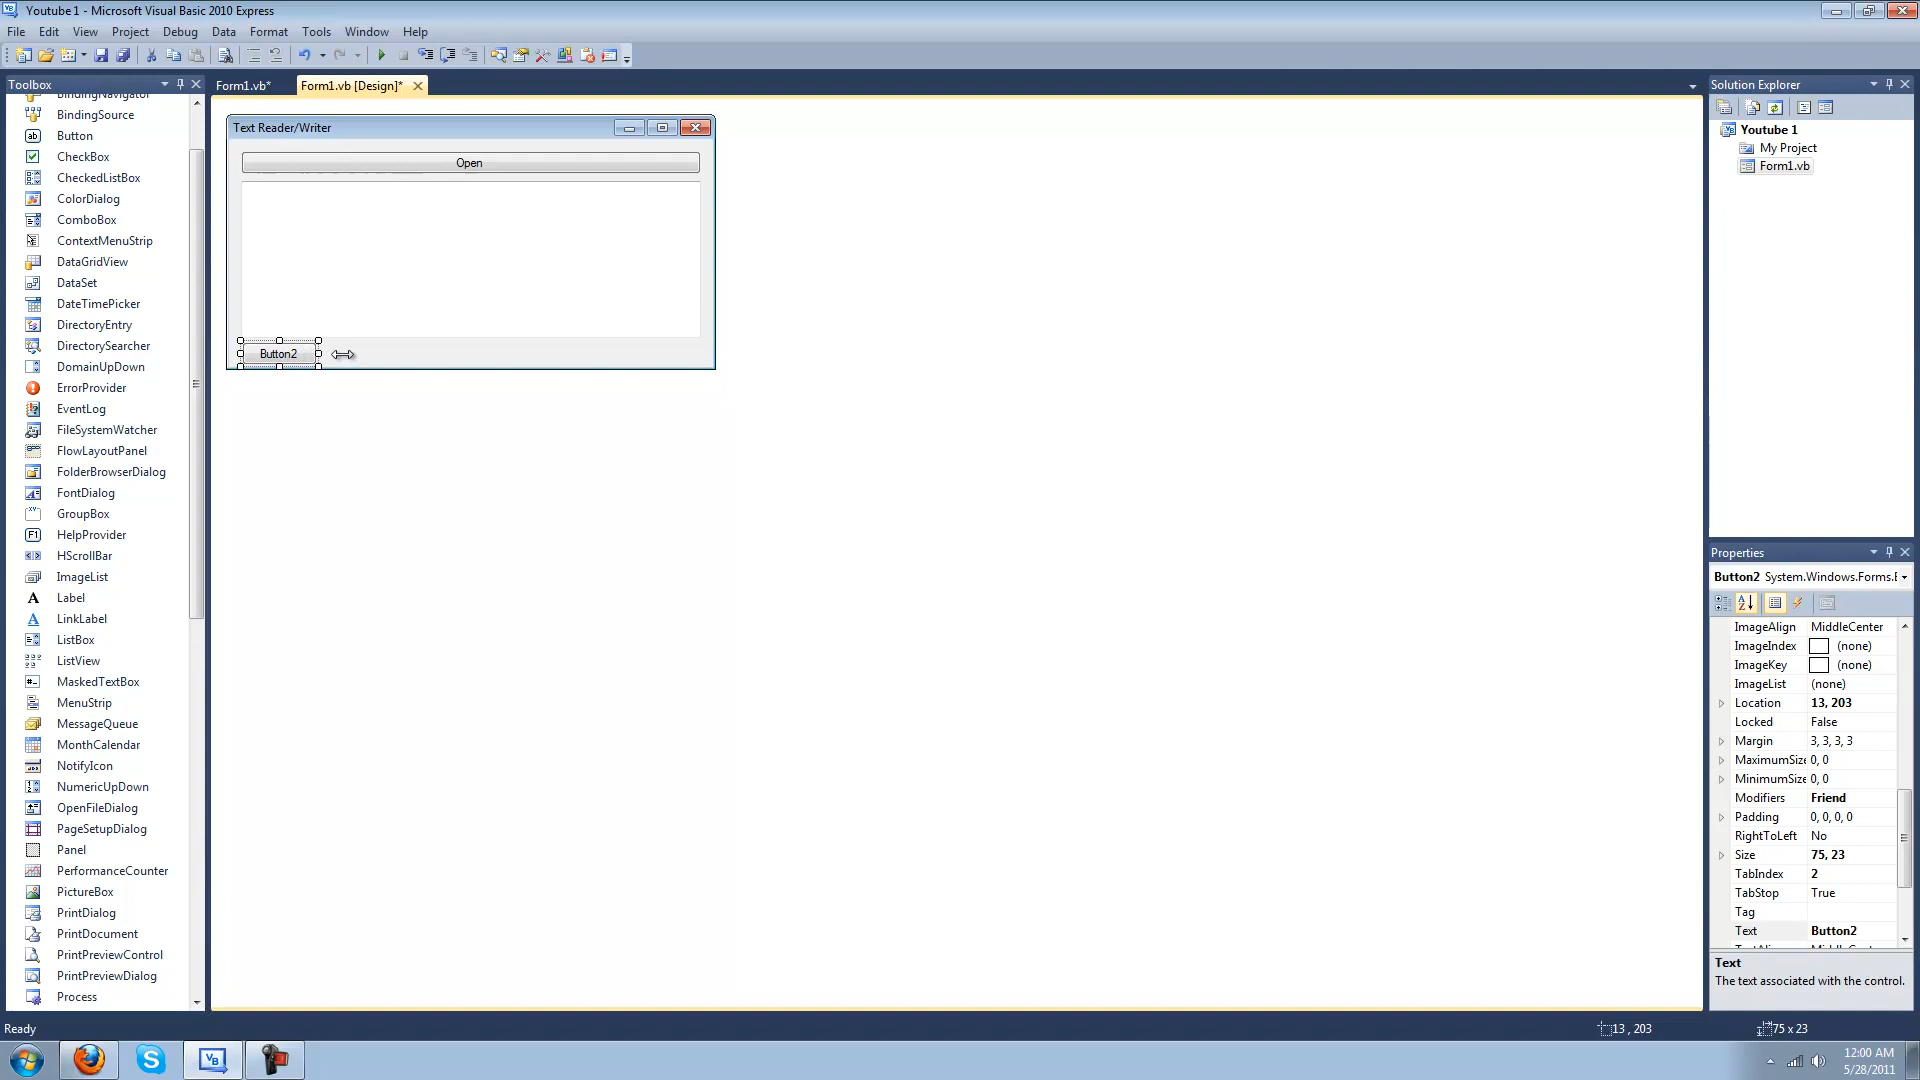 Youtube 1 - Microsoft Visual Basic 2010 Express
File Edit View Project Debug Data Format Tools Window Help
Toolbox
BindingNavigator
BindingSource
Button
CheckBox
CheckedListBox
ColorDialog
ComboBox
ContextMenuStrip
DataGridView
DataSet
DateTimePicker
DirectoryEntry
DirectorySearcher
DomainUpDown
ErrorProvider
EventLog
FileSystemWatcher
FlowLayoutPanel
FolderBrowserDialog
FontDialog
GroupBox
HelpProvider
HScrollBar
ImageList
Label
LinkLabel
ListBox
ListView
MaskedTextBox
MenuStrip
MessageQueue
MonthCalendar
NotifyIcon
NumericUpDown
OpenFileDialog
PageSetupDialog
Panel
PerformanceCounter
PictureBox
PrintDialog
PrintDocument
PrintPreviewControl
PrintPreviewDialog
Process
Form1.vb* Form1.vb [Design]*
Text Reader/Writer
Open
Button2
Solution Explorer
Youtube 1
My Project
Form1.vb
Properties
Button2 System.Windows.Forms.
ImageAlign MiddleCenter
ImageIndex (none)
ImageKey (none)
ImageList (none)
Location 13, 203
Locked False
Margin 3, 3, 3, 3
MaximumSize 0, 0
MinimumSize 0, 0
Modifiers Friend
Padding 0, 0, 0, 0
RightToLeft No
Size 75, 23
TabIndex 2
TabStop True
Tag
Text Button2
Text
The text associated with the control.
Ready 13 , 203 75 x 23
12:00 AM
5/28/2011